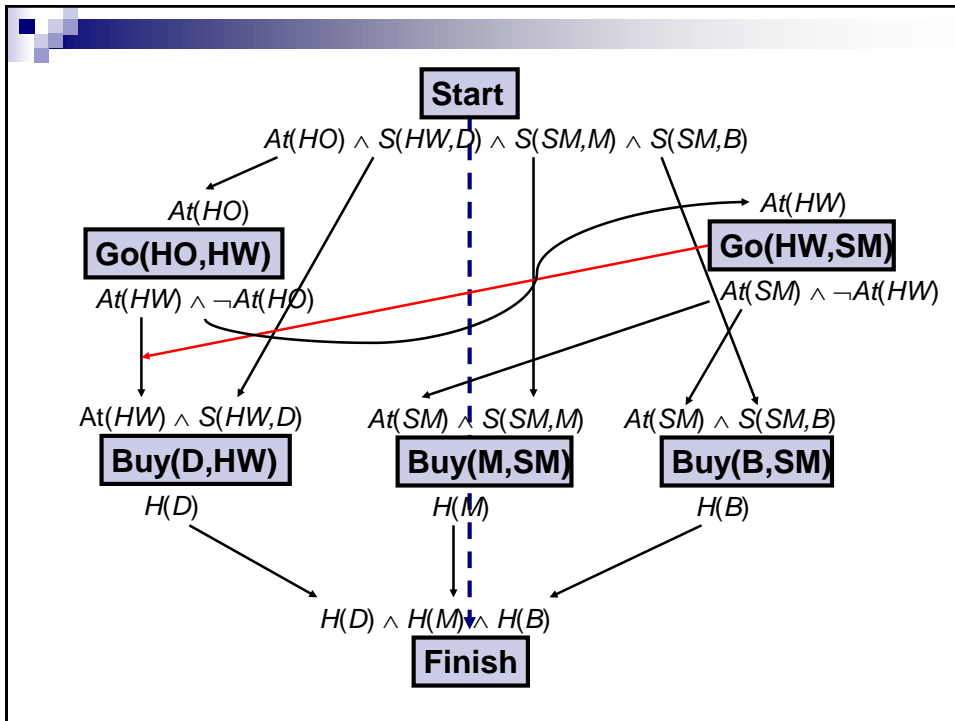 Start
At(HO) ∧ S(HW,D) ∧ S(SM,M) ∧ S(SM,B)
At(HO)
Go(HO,HW)
At(HW) ∧ ¬At(HO)
At(HW)
Go(HW,SM)
At(SM) ∧ ¬At(HW)
At(HW) ∧ S(HW,D)
Buy(D,HW)
H(D)
At(SM) ∧ S(SM,M)
Buy(M,SM)
H(M)
At(SM) ∧ S(SM,B)
Buy(B,SM)
H(B)
H(D) ∧ H(M) ∧ H(B)
Finish